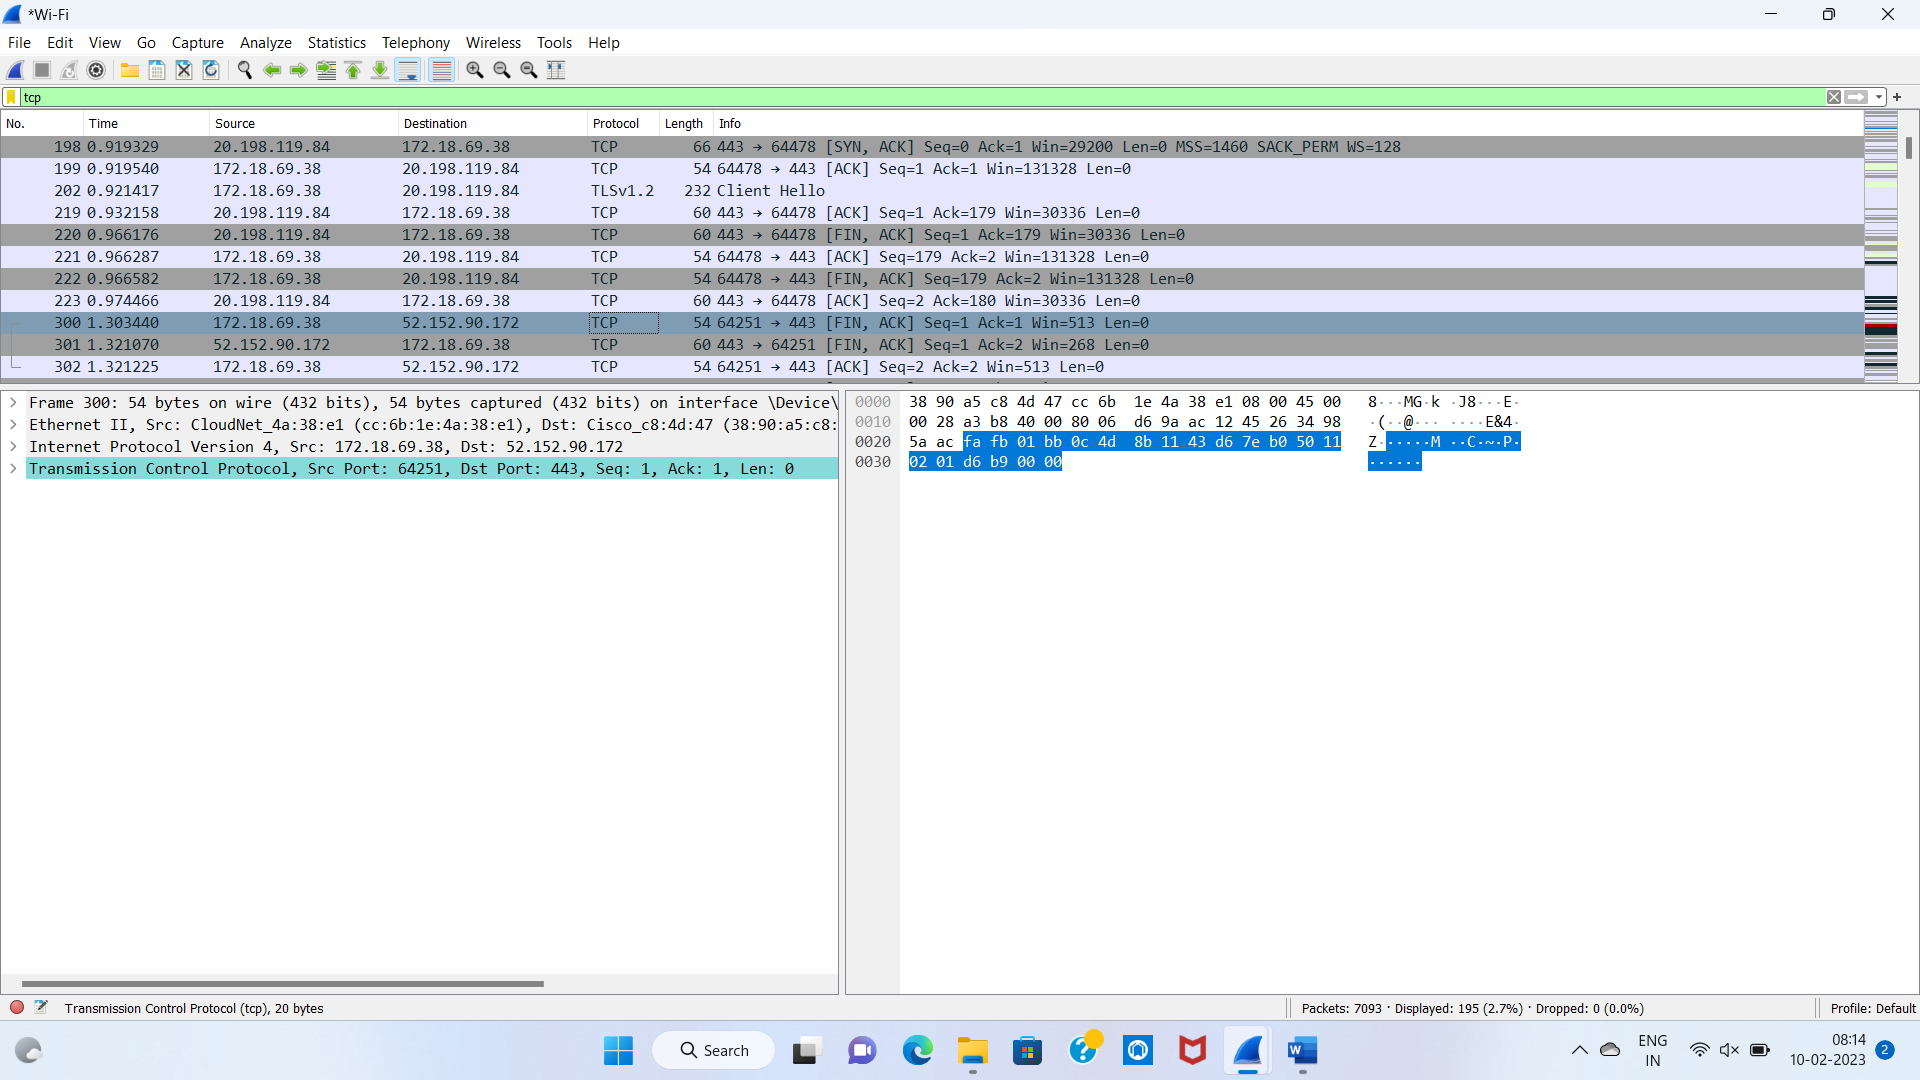 *Wi-Fi
File Edit View Go Capture Analyze Statistics Telephony Wireless Tools Help
tcp
No. Time Source Destination Protocol Length Info
198 0.919329 20.198.119.84 172.18.69.38 TCP 66 443 → 64478 [SYN, ACK] Seq=0 Ack=1 Win=29200 Len=0 MSS=1460 SACK_PERM WS=128
199 0.919540 172.18.69.38 20.198.119.84 TCP 54 64478 → 443 [ACK] Seq=1 Ack=1 Win=131328 Len=0
202 0.921417 172.18.69.38 20.198.119.84 TLSv1.2 232 Client Hello
219 0.932158 20.198.119.84 172.18.69.38 TCP 60 443 → 64478 [ACK] Seq=1 Ack=179 Win=30336 Len=0
220 0.966176 20.198.119.84 172.18.69.38 TCP 60 443 → 64478 [FIN, ACK] Seq=1 Ack=179 Win=30336 Len=0
221 0.966287 172.18.69.38 20.198.119.84 TCP 54 64478 → 443 [ACK] Seq=179 Ack=2 Win=131328 Len=0
222 0.966582 172.18.69.38 20.198.119.84 TCP 54 64478 → 443 [FIN, ACK] Seq=179 Ack=2 Win=131328 Len=0
223 0.974466 20.198.119.84 172.18.69.38 TCP 60 443 → 64478 [ACK] Seq=2 Ack=180 Win=30336 Len=0
300 1.303440 172.18.69.38 52.152.90.172 TCP 54 64251 → 443 [FIN, ACK] Seq=1 Ack=1 Win=513 Len=0
301 1.321070 52.152.90.172 172.18.69.38 TCP 60 443 → 64251 [FIN, ACK] Seq=1 Ack=2 Win=268 Len=0
302 1.321225 172.18.69.38 52.152.90.172 TCP 54 64251 → 443 [ACK] Seq=2 Ack=2 Win=513 Len=0
Frame 300: 54 bytes on wire (432 bits), 54 bytes captured (432 bits) on interface \Device\
Ethernet II, Src: CloudNet_4a:38:e1 (cc:6b:1e:4a:38:e1), Dst: Cisco_c8:4d:47 (38:90:a5:c8:
Internet Protocol Version 4, Src: 172.18.69.38, Dst: 52.152.90.172
Transmission Control Protocol, Src Port: 64251, Dst Port: 443, Seq: 1, Ack: 1, Len: 0
0000 38 90 a5 c8 4d 47 cc 6b 1e 4a 38 e1 08 00 45 00 8···MG·k ·J8···E·
0010 00 28 a3 b8 40 00 80 06 d6 9a ac 12 45 26 34 98 ·(··@··· ····E&4·
0020 5a ac fa fb 01 bb 0c 4d 8b 11 43 d6 7e b0 50 11 Z······M ··C·~·P·
0030 02 01 d6 b9 00 00 ······
Transmission Control Protocol (tcp), 20 bytes
Packets: 7093 · Displayed: 195 (2.7%) · Dropped: 0 (0.0%)
Profile: Default
Search
ENG
IN
08:14
10-02-2023
2